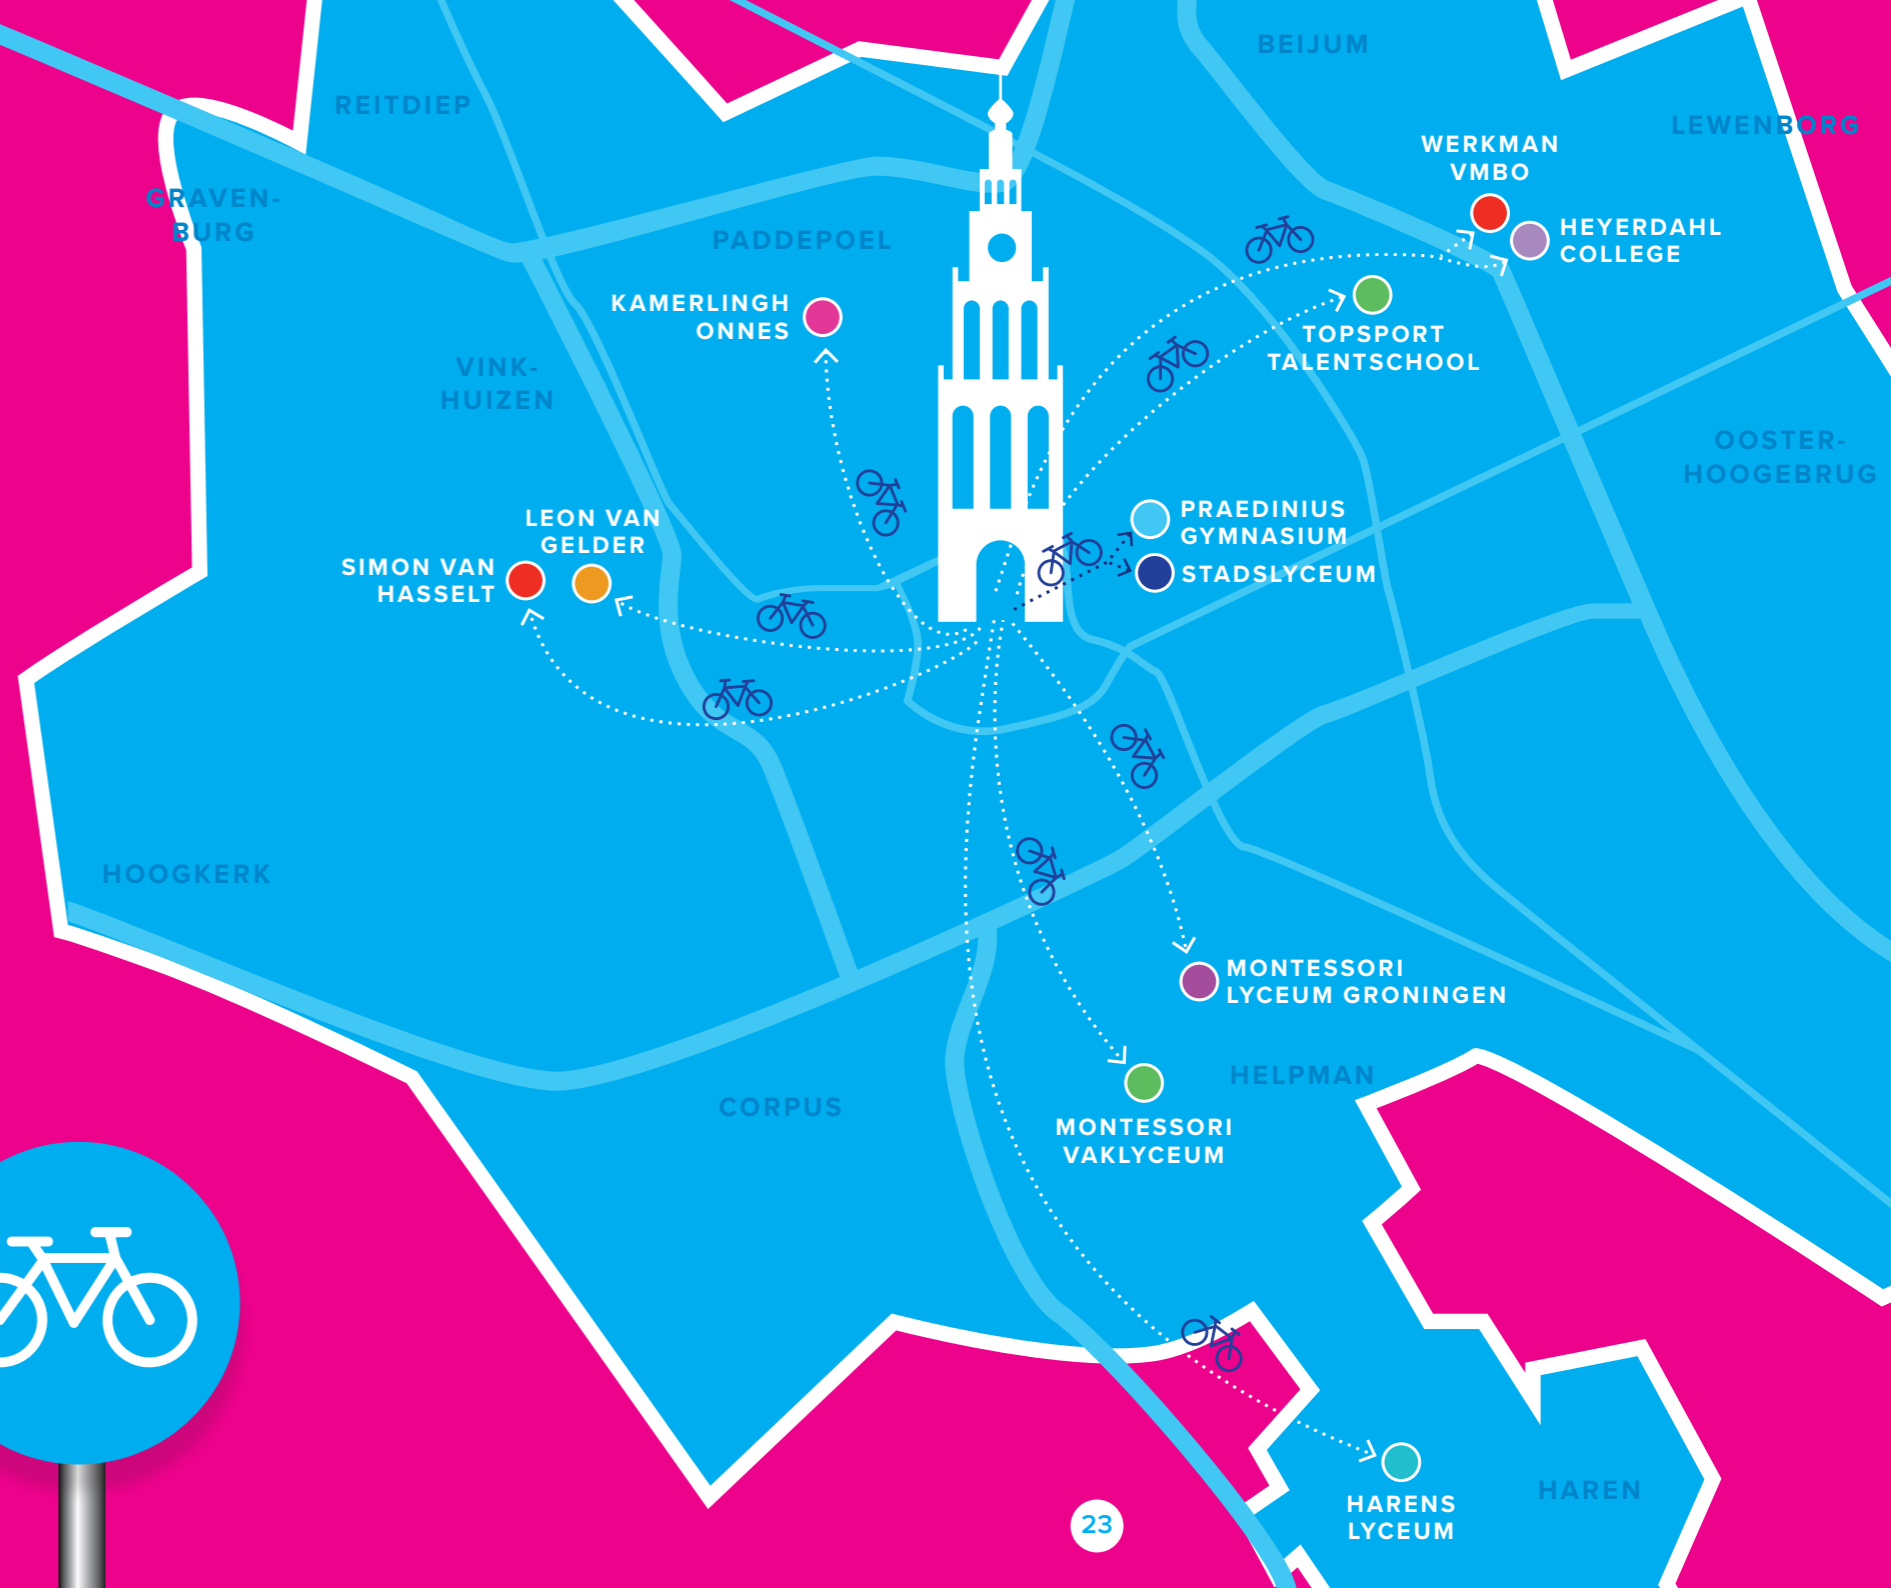 BEIJUM
REITDIEP
LEWENBORG
WERKMAN
VMBO
GRAVEN-
BURG
PADDEPOEL
HEYERDAHL
COLLEGE
KAMERLINGH
ONNES
TOPSPORT
TALENTSCHOOL
VINK-
HUIZEN
OOSTER-
HOOGEBRUG
LEON VAN
GELDER
PRAEDINIUS
GYMNASIUM
SIMON VAN
HASSELT
STADSLYCEUM
HOOGKERK
MONTESSORI
LYCEUM GRONINGEN
HELPMAN
CORPUS
MONTESSORI
VAKLYCEUM
HAREN
HARENS
LYCEUM
23